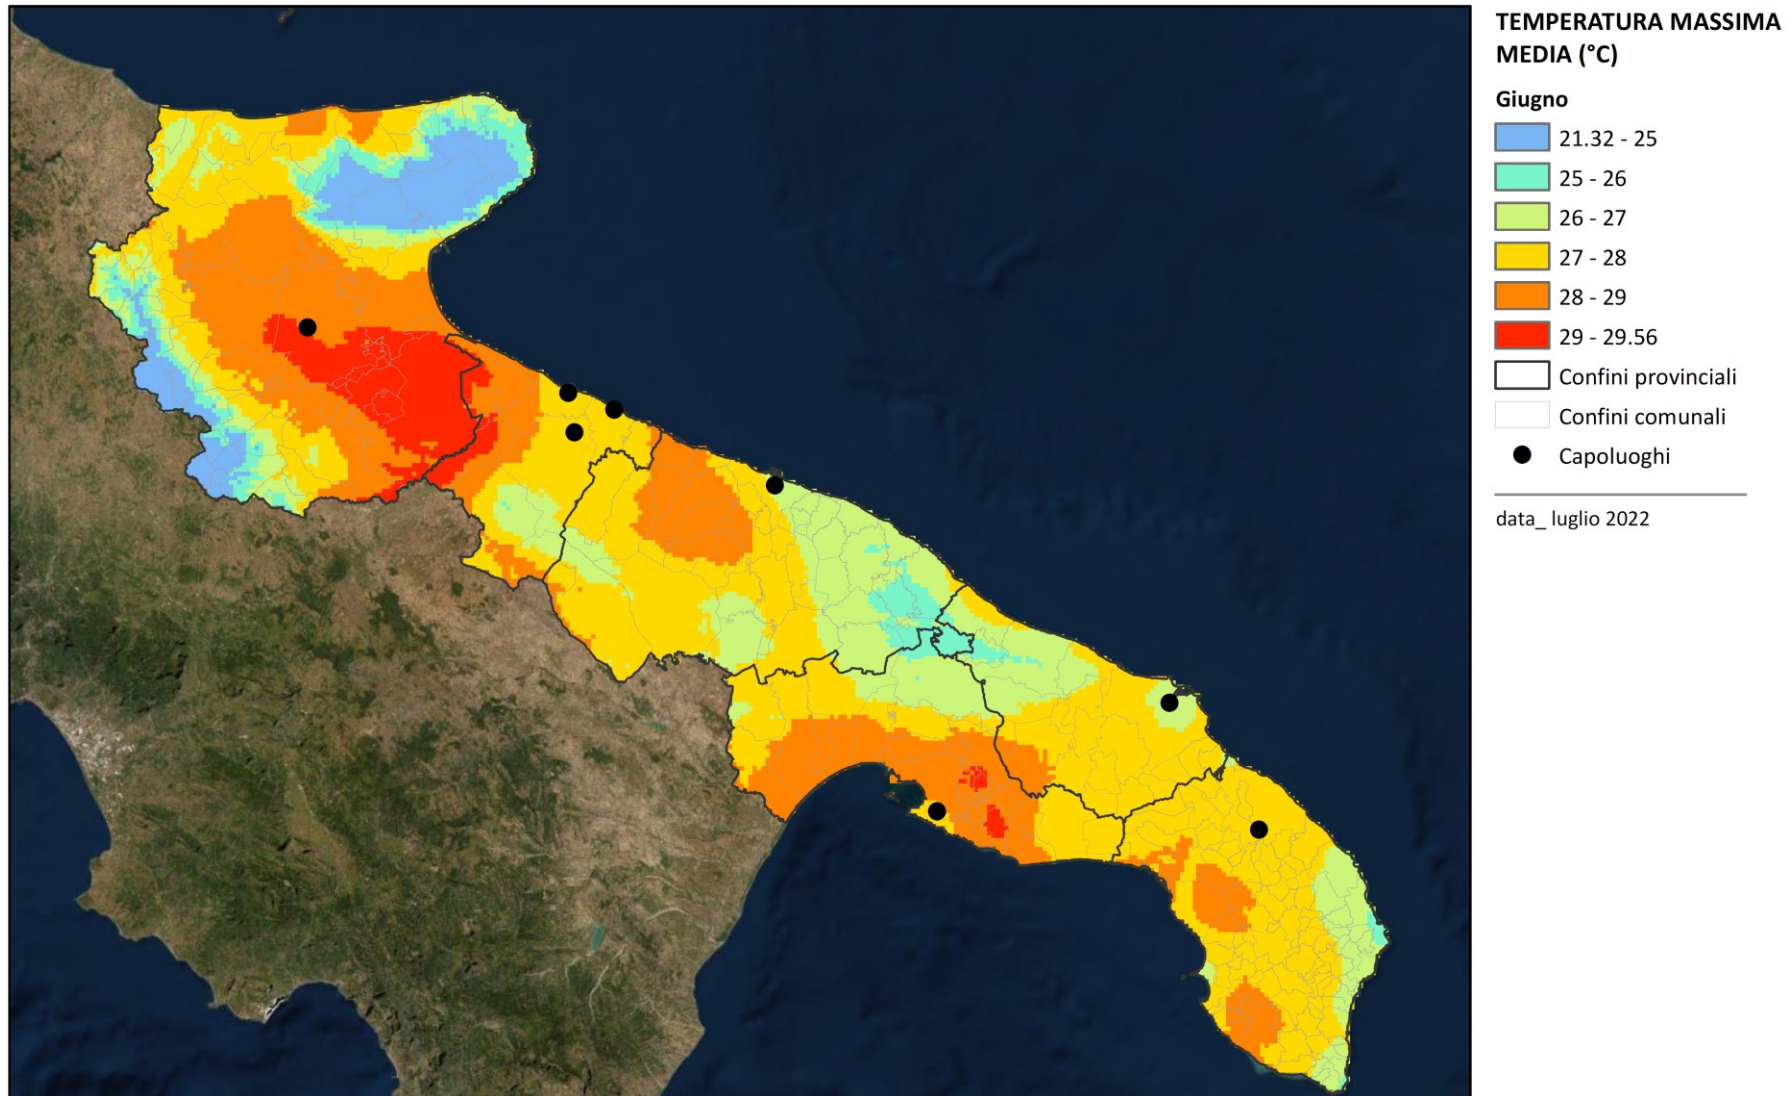 TEMPERATURA MASSIMA
MEDIA (°C)
Giugno
21.32 - 25
25 - 26
26 - 27
27 - 28
28 - 29
29 - 29.56
Confini provinciali
Confini comunali
Capoluoghi
data_ luglio 2022